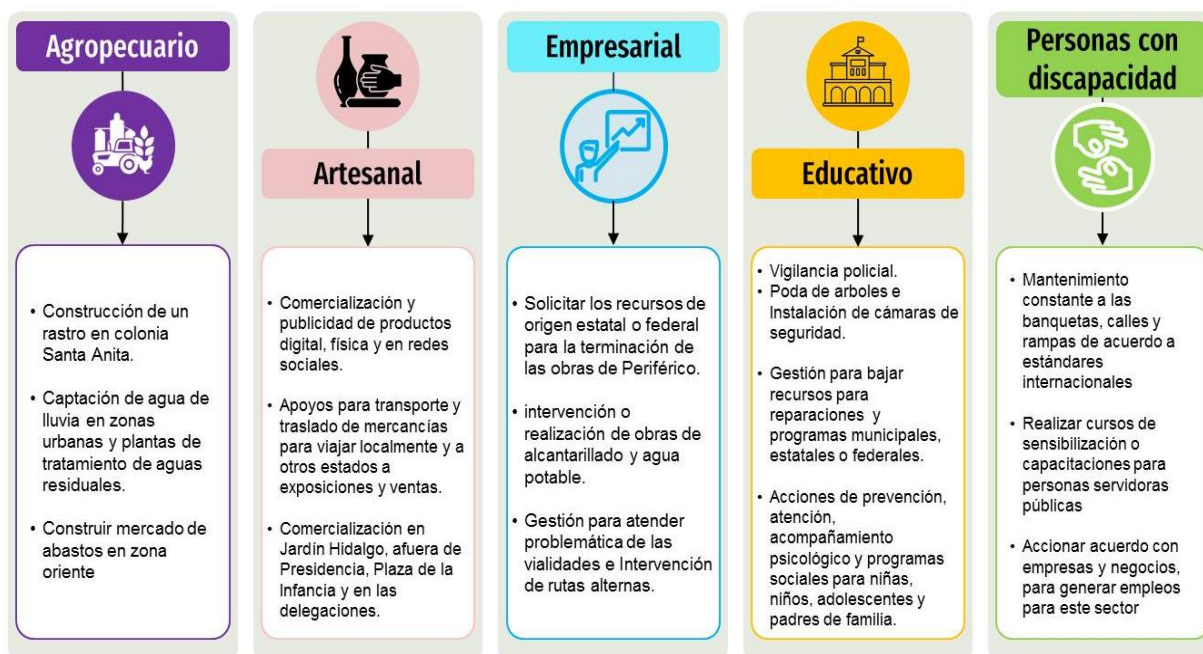 Agropecuario
• Construcción de un
rastro en colonia
Santa Anita.
• Captación de agua de
lluvia en zonas
urbanas y plantas de
tratamiento de aguas
residuales.
• Construir mercado de
abastos en zona
oriente
Artesanal
• Comercialización y
publicidad de productos
digital, física y en redes
sociales.
• Apoyos para transporte y
traslado de mercancías
para viajar localmente y a
otros estados a
exposiciones y ventas.
• Comercialización en
Jardín Hidalgo, afuera de
Presidencia, Plaza de la
Infancia y en las
delegaciones.
Empresarial
• Solicitar los recursos de
origen estatal o federal
para la terminación de
las obras de Periférico.
• intervención o
realización de obras de
alcantarillado y agua
potable.
• Gestión para atender
problemática de las
vialidades e Intervención
de rutas alternas.
Educativo
• Vigilancia policial.
• Poda de arboles e
Instalación de cámaras de
seguridad.
• Gestión para bajar
recursos para
reparaciones y
programas municipales,
estatales o federales.
• Acciones de prevención,
atención,
acompañamiento
psicológico y programas
sociales para niñas,
niños, adolescentes y
padres de familia.
Personas con
discapacidad
• Mantenimiento
constante a las
banquetas, calles y
rampas de acuerdo a
estándares
internacionales
• Realizar cursos de
sensibilización o
capacitaciones para
personas servidoras
públicas
• Accionar acuerdo con
empresas y negocios,
para generar empleos
para este sector